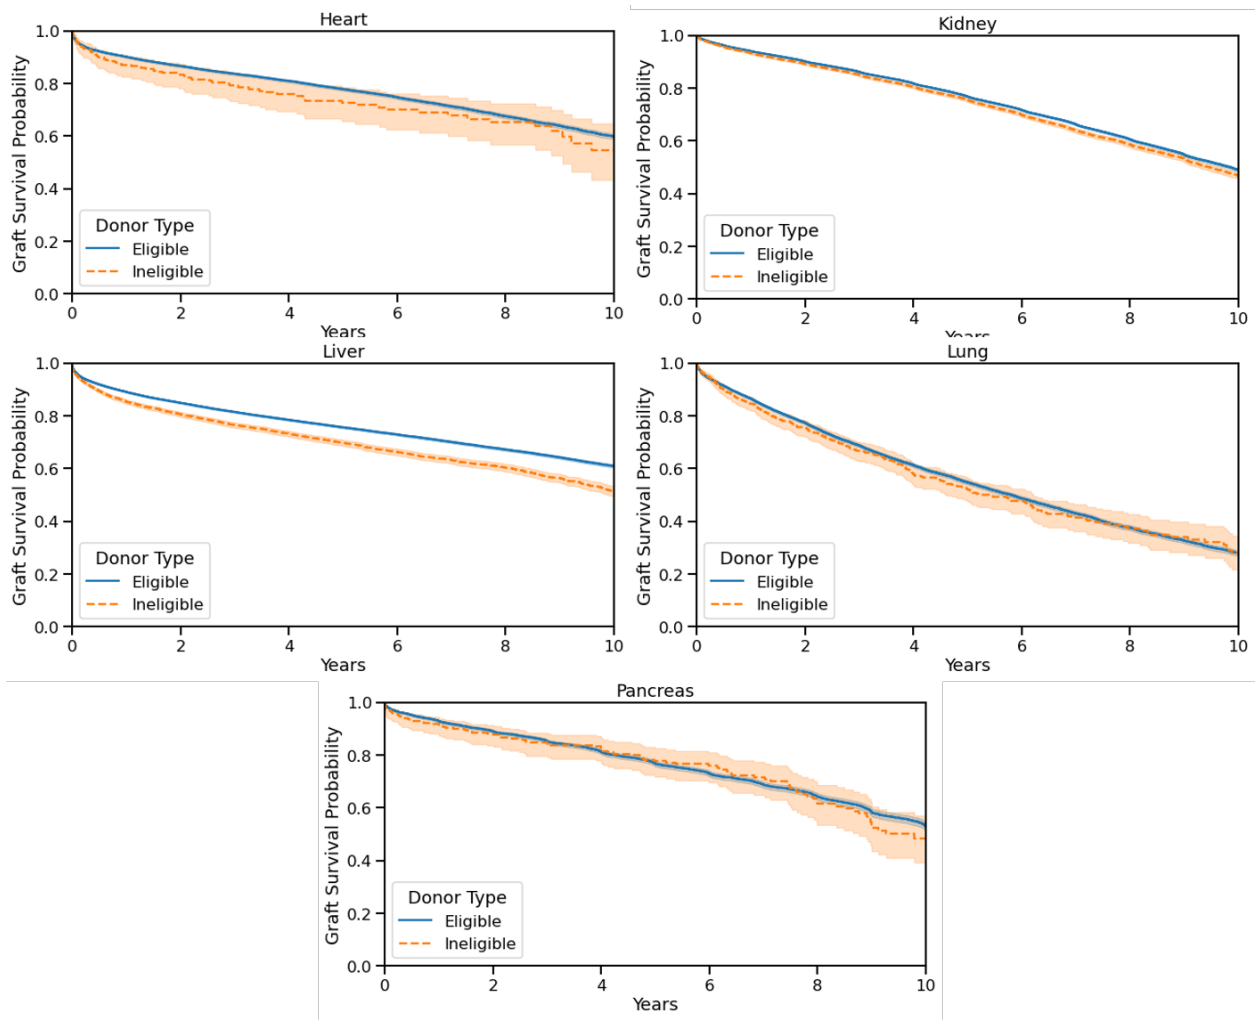 Heart
Graft Survival Probability
1.0
0.8
0.6
0.4
0.2
0.0
Donor Type
Eligible
Ineligible
0 2 4 6 8 10
Years
Kidney
Graft Survival Probability
1.0
0.8
0.6
0.4
0.2
0.0
Donor Type
Eligible
Ineligible
0 2 4 6 8 10
Years
Liver
Graft Survival Probability
1.0
0.8
0.6
0.4
0.2
0.0
Donor Type
Eligible
Ineligible
0 2 4 6 8 10
Years
Lung
Graft Survival Probability
1.0
0.8
0.6
0.4
0.2
0.0
Donor Type
Eligible
Ineligible
0 2 4 6 8 10
Years
Pancreas
Graft Survival Probability
1.0
0.8
0.6
0.4
0.2
0.0
Donor Type
Eligible
Ineligible
0 2 4 6 8 10
Years